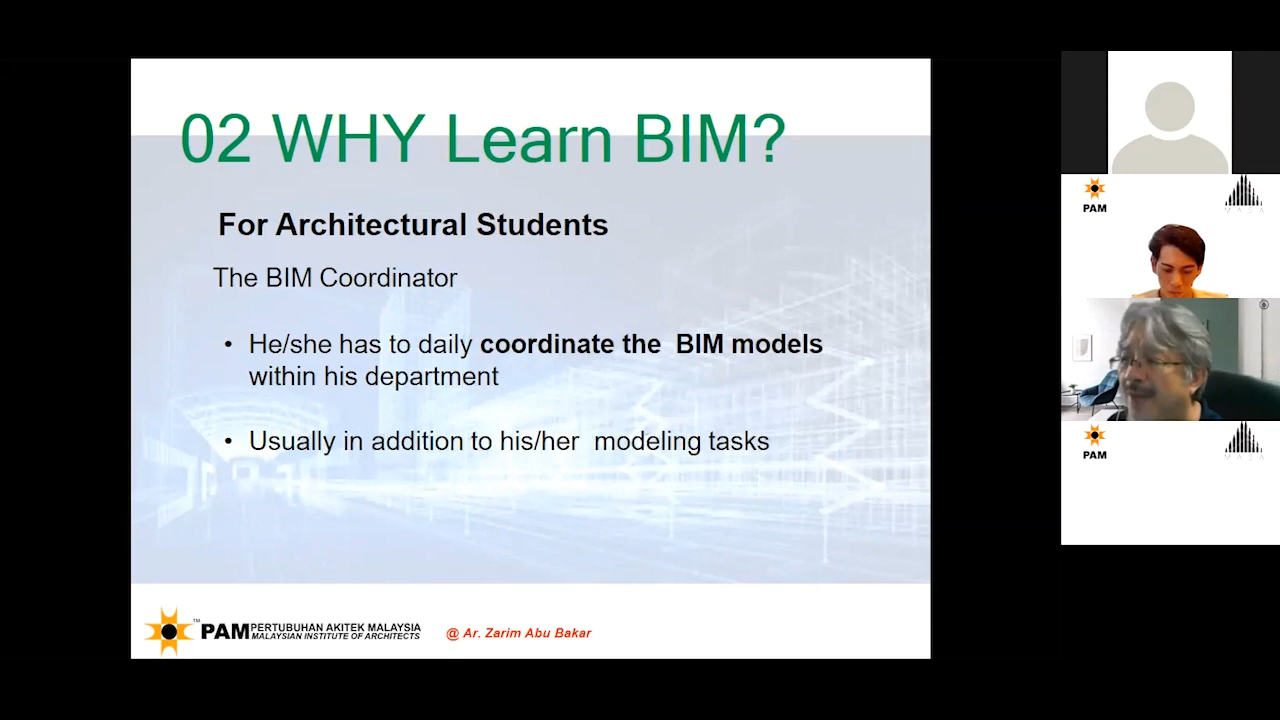 02 WHY Learn BIM?
For Architectural Students
The BIM Coordinator
• He/she has to daily coordinate the BIM models
within his department
• Usually in addition to his/her modeling tasks
PAM
PERTUBUHAN AKITEK MALAYSIA
MALAYSIAN INSTITUTE OF ARCHITECTS
™
@ Ar. Zarim Abu Bakar
PAM
PAM